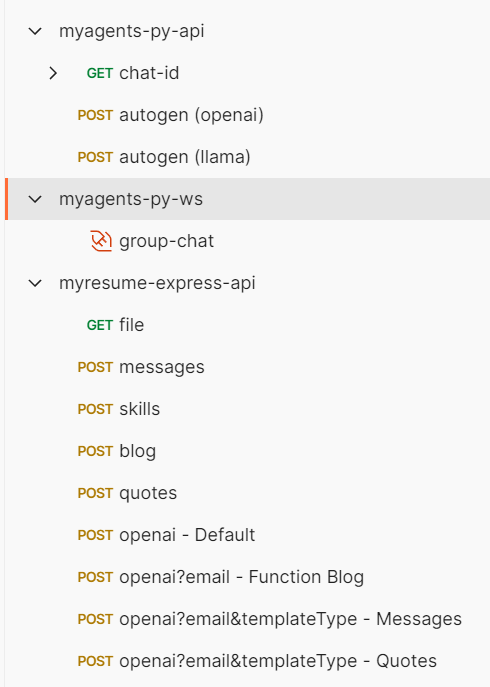 myagents-py-api
GET chat-id
POST autogen (openai)
POST autogen (llama)
myagents-py-ws
group-chat
myresume-express-api
GET file
POST messages
POST skills
POST blog
POST quotes
POST openai - Default
POST openai?email - Function Blog
POST openai?email&templateType - Messages
POST openai?email&templateType - Quotes